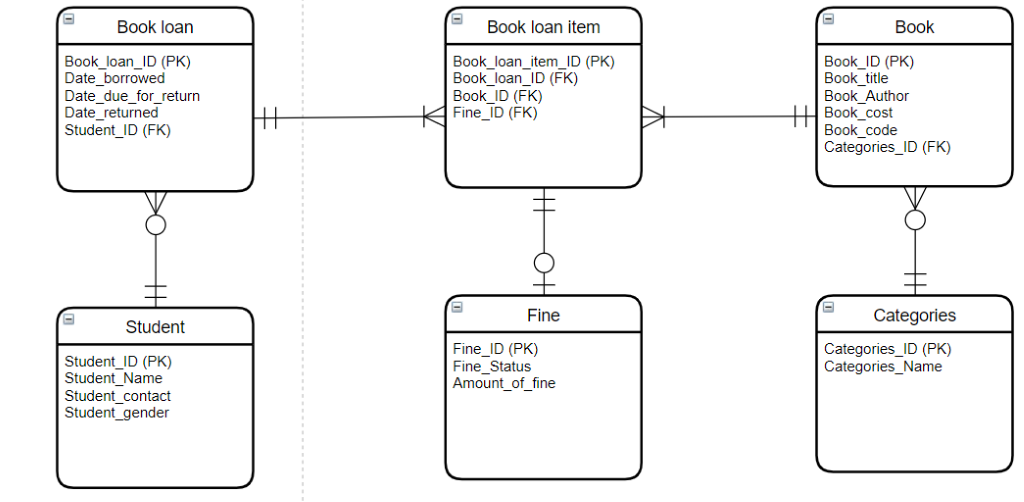 Book loan
Book_loan_ID (PK)
Date_borrowed
Date_due_for_return
Date_returned
Student_ID (FK)
Book loan item
Book_loan_item_ID (PK)
Book_loan_ID (FK)
Book_ID (FK)
Fine_ID (FK)
Book
Book_ID (PK)
Book_title
Book_Author
Book_cost
Book_code
Categories_ID (FK)
Student
Student_ID (PK)
Student_Name
Student_contact
Student_gender
Fine
Fine_ID (PK)
Fine_Status
Amount_of_fine
Categories
Categories_ID (PK)
Categories_Name